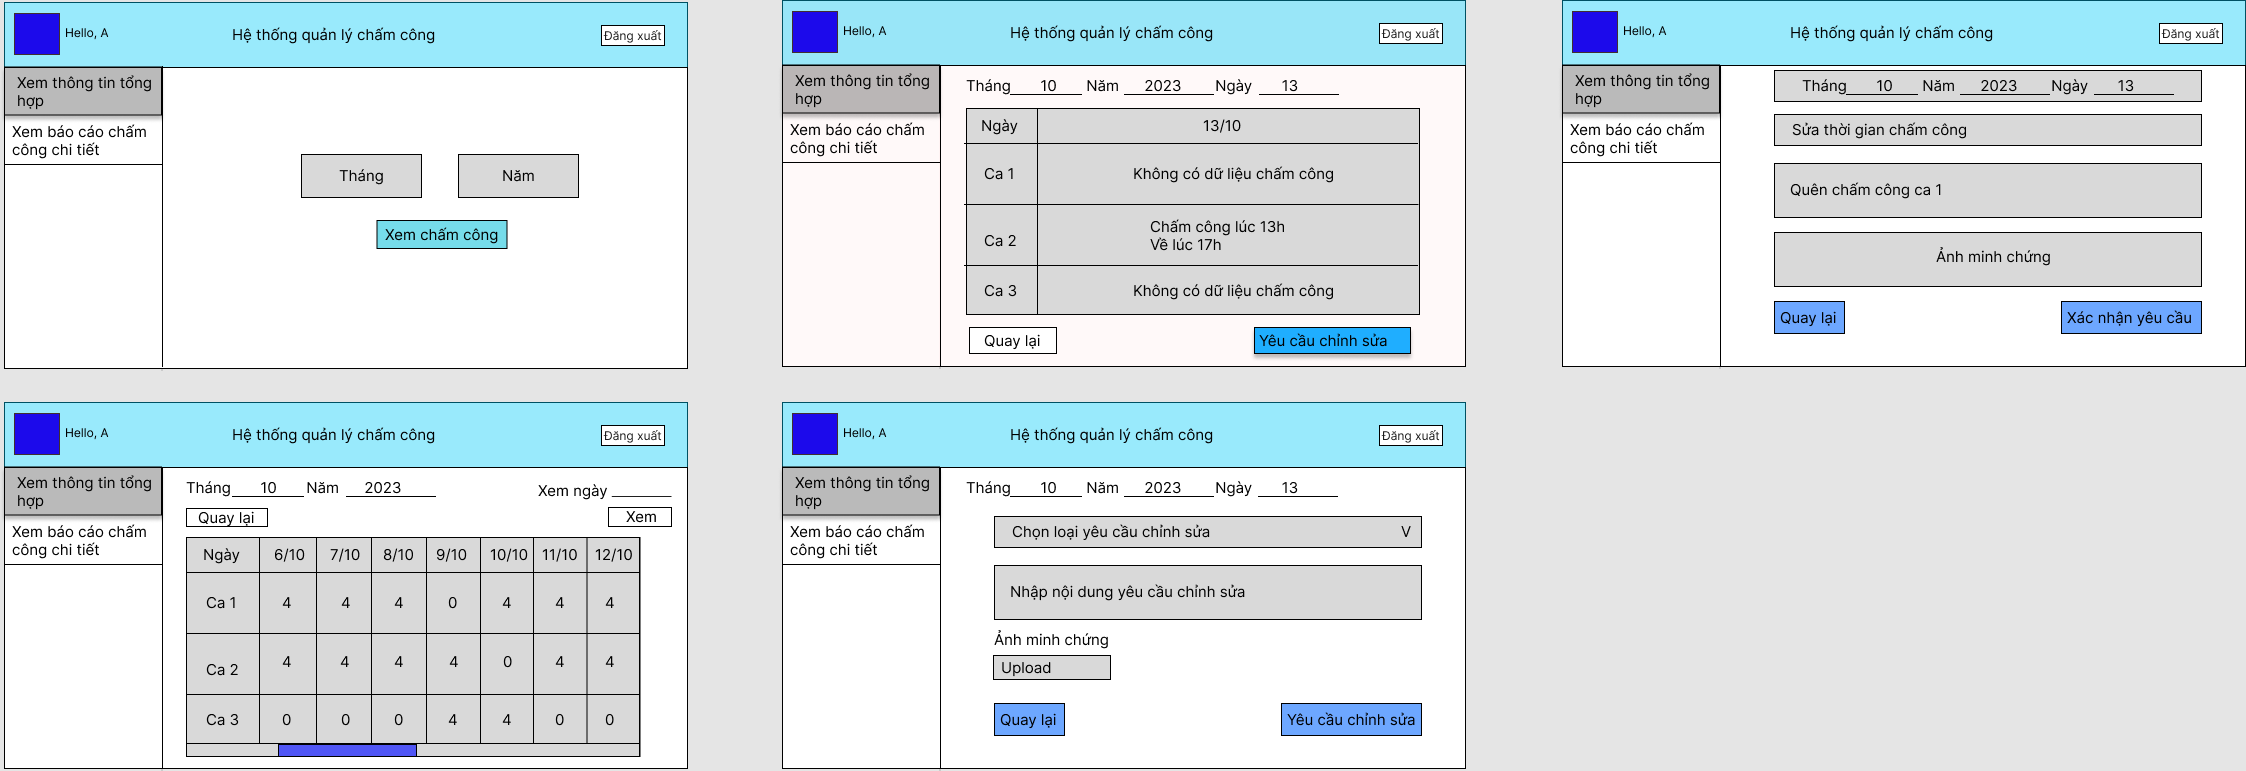 Hello, A
Hệ thống quản lý chấm công
Đăng xuất
Xem thông tin tổng
hợp
Xem báo cáo chấm
công chi tiết
Tháng
Năm
Xem chấm công
Hello, A
Hệ thống quản lý chấm công
Đăng xuất
Xem thông tin tổng
hợp
Xem báo cáo chấm
công chi tiết
Tháng 10 Năm 2023 Ngày 13
Ngày 13/10
Ca 1 Không có dữ liệu chấm công
Ca 2
Chấm công lúc 13h
Về lúc 17h
Ca 3 Không có dữ liệu chấm công
Quay lại
Yêu cầu chỉnh sửa
Hello, A
Hệ thống quản lý chấm công
Đăng xuất
Xem thông tin tổng
hợp
Xem báo cáo chấm
công chi tiết
Tháng 10 Năm 2023 Ngày 13
Sửa thời gian chấm công
Quên chấm công ca 1
Ảnh minh chứng
Quay lại
Xác nhận yêu cầu
Hello, A
Hệ thống quản lý chấm công
Đăng xuất
Xem thông tin tổng
hợp
Xem báo cáo chấm
công chi tiết
Tháng 10 Năm 2023
Xem ngày
Quay lại
Xem
Ngày 6/10 7/10 8/10 9/10 10/10 11/10 12/10
Ca 1 4 4 4 0 4 4 4
Ca 2 4 4 4 4 0 4 4
Ca 3 0 0 0 4 4 0 0
Hello, A
Hệ thống quản lý chấm công
Đăng xuất
Xem thông tin tổng
hợp
Xem báo cáo chấm
công chi tiết
Tháng 10 Năm 2023 Ngày 13
Chọn loại yêu cầu chỉnh sửa V
Nhập nội dung yêu cầu chỉnh sửa
Ảnh minh chứng
Upload
Quay lại
Yêu cầu chỉnh sửa